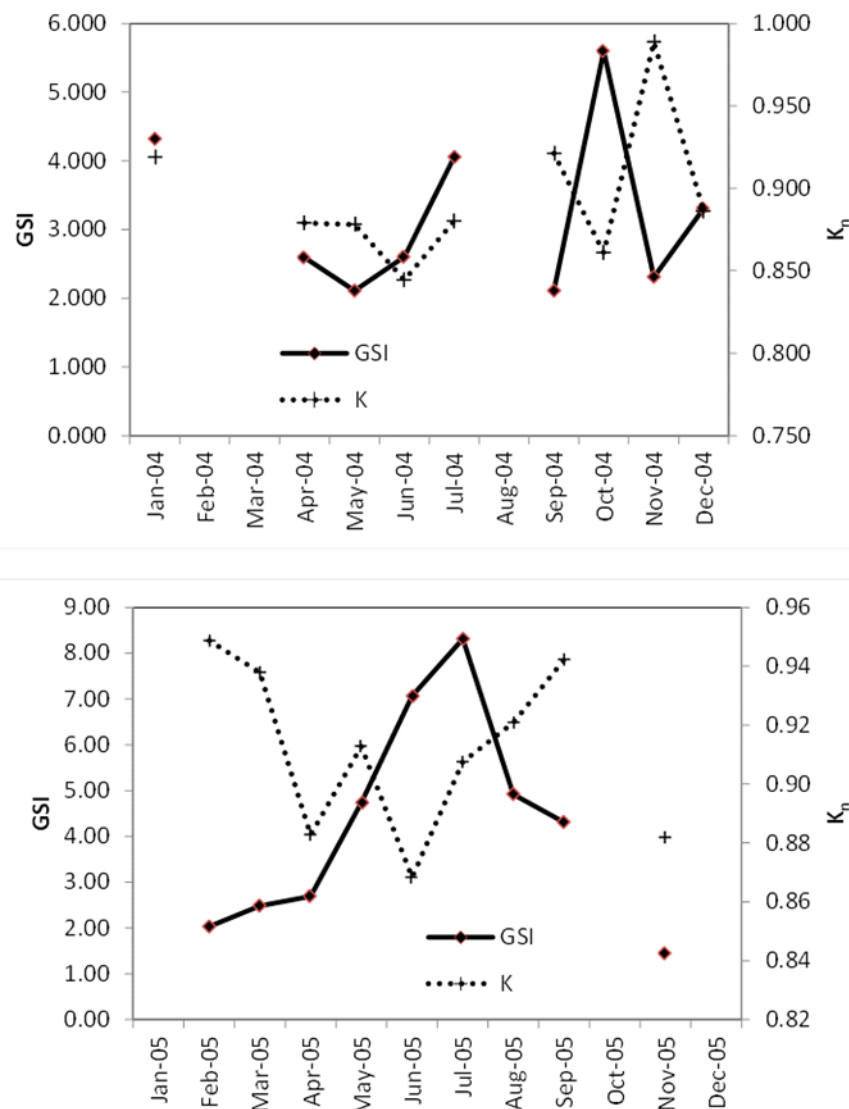 6.000
5.000
4.000
3.000
2.000
1.000
0.000
GSI
1.000
0.950
0.900
0.850
0.800
0.750
Kn
GSI
K
Jan-04
Feb-04
Mar-04
Apr-04
May-04
Jun-04
Jul-04
Aug-04
Sep-04
Oct-04
Nov-04
Dec-04
9.00
8.00
7.00
6.00
5.00
4.00
3.00
2.00
1.00
0.00
GSI
0.96
0.94
0.92
0.90
0.88
0.86
0.84
0.82
Kn
GSI
K
Jan-05
Feb-05
Mar-05
Apr-05
May-05
Jun-05
Jul-05
Aug-05
Sep-05
Oct-05
Nov-05
Dec-05